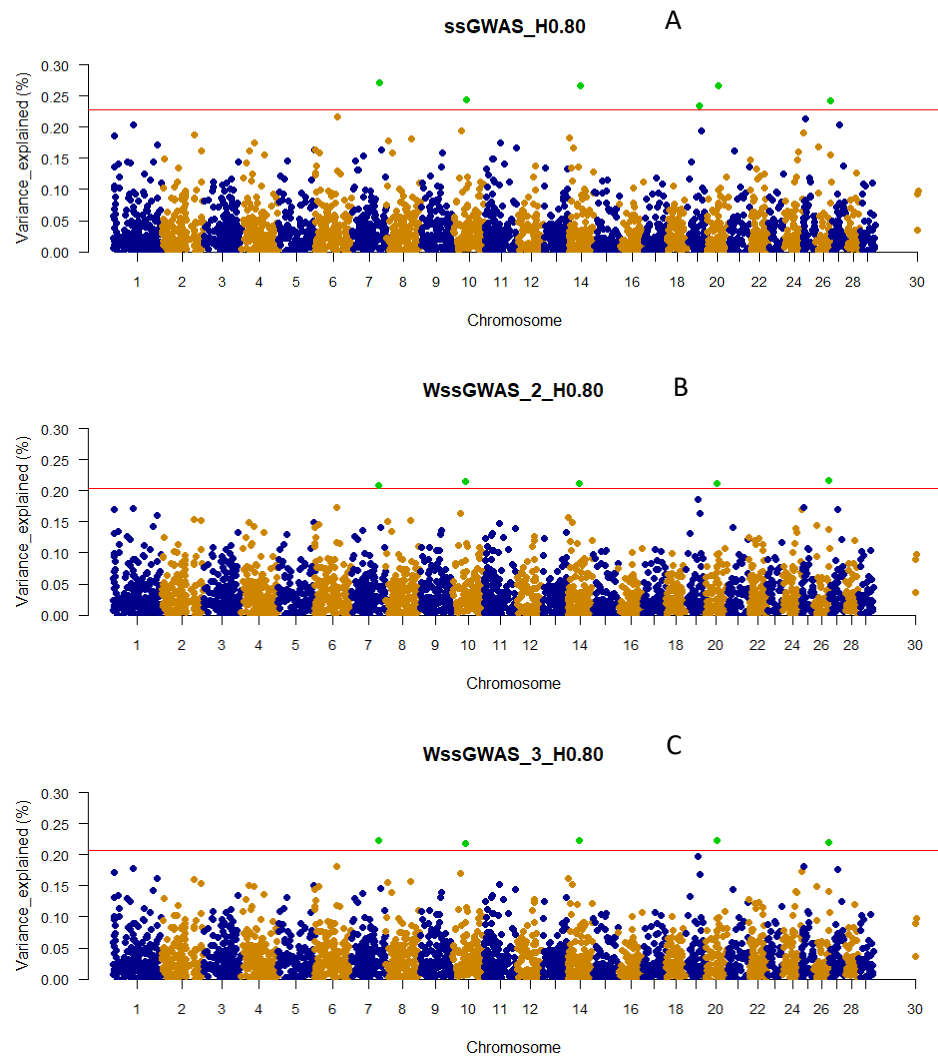 ssGWAS_H0.80 A
0.30
0.25
0.20
0.15
0.10
0.05
0.00
Variance_explained (%)
1 2 3 4 5 6 7 8 9 10 11 12 14 16 18 20 22 24 26 28 30
Chromosome
WssGWAS_2_H0.80 B
0.30
0.25
0.20
0.15
0.10
0.05
0.00
Variance_explained (%)
1 2 3 4 5 6 7 8 9 10 11 12 14 16 18 20 22 24 26 28 30
Chromosome
WssGWAS_3_H0.80 C
0.30
0.25
0.20
0.15
0.10
0.05
0.00
Variance_explained (%)
1 2 3 4 5 6 7 8 9 10 11 12 14 16 18 20 22 24 26 28 30
Chromosome